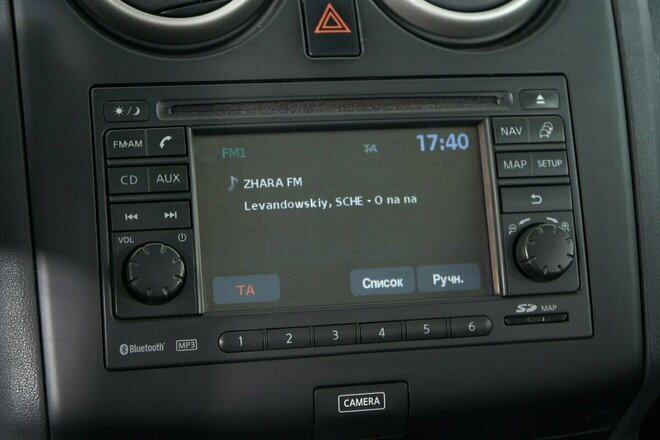 FM-AM
CD
AUX
VOL
FM1
TA
17:40
ZHARA FM
Levandowskiy, SCHE - O na na
TA
Список
Ручн.
NAV
MAP
SETUP
SD MAP
Bluetooth
MP3
1
2
3
4
5
6
CAMERA